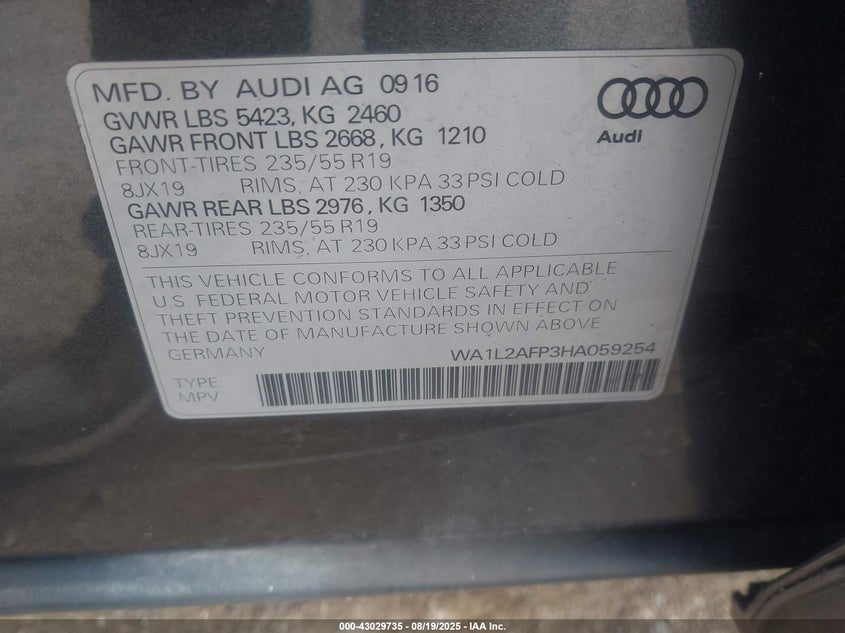 MFD. BY AUDI AG 09 16
GVWR LBS 5423, KG 2460
GAWR FRONT LBS 2668, KG 1210
FRONT-TIRES 235/55 R19
8JX19 RIMS, AT 230 KPA 33 PSI COLD
GAWR REAR LBS 2976, KG 1350
REAR-TIRES 235/55 R19
8JX19 RIMS, AT 230 KPA 33 PSI COLD
Audi
THIS VEHICLE CONFORMS TO ALL APPLICABLE
U.S. FEDERAL MOTOR VEHICLE SAFETY AND
THEFT PREVENTION STANDARDS IN EFFECT ON
THE DATE OF MANUFACTURE SHOWN ABOVE.
GERMANY WA1L2AFP3HA059254
TYPE:
MPV
000-43029735 - 08/19/2025 - IAA Inc.